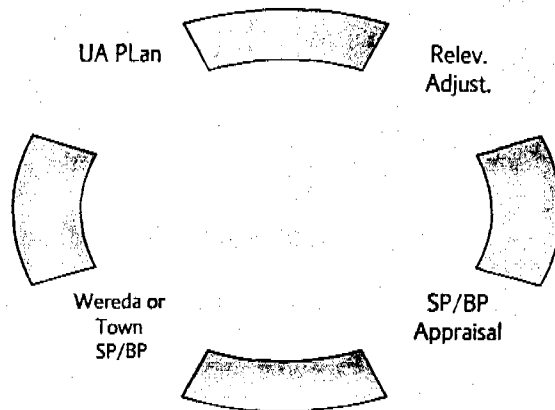 UA PLan
Relev.
Adjust.
Wereda or
Town
SP/BP
SP/BP
Appraisal